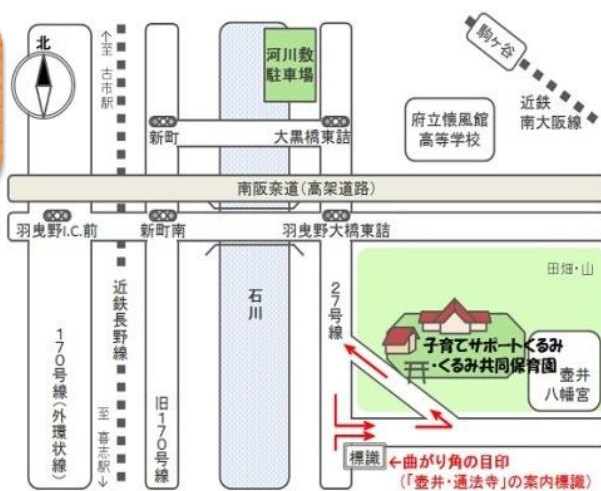 北
↑至 古市駅
河川敷
駐車場
駒ヶ谷
近鉄
南大阪線
新町
大黒橋東詰
府立懐風館
高等学校
南阪奈道(高架道路)
羽曳野I.C.前
新町南
羽曳野大橋東詰
田畑・山
170号線(外環状線)
近鉄長野線
至 喜志駅↓
旧170号線
石川
27号線
子育てサポートくるみ
・くるみ共同保育園
壺井
八幡宮
標識
←曲がり角の目印
(「壺井・通法寺」の案内標識)